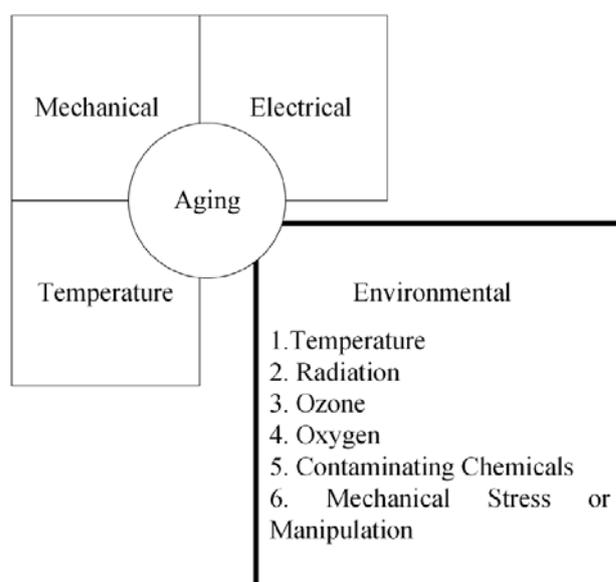 Mechanical
Electrical
Aging
Temperature
Environmental
1.Temperature
2. Radiation
3. Ozone
4. Oxygen
5. Contaminating Chemicals
6. Mechanical Stress or
Manipulation